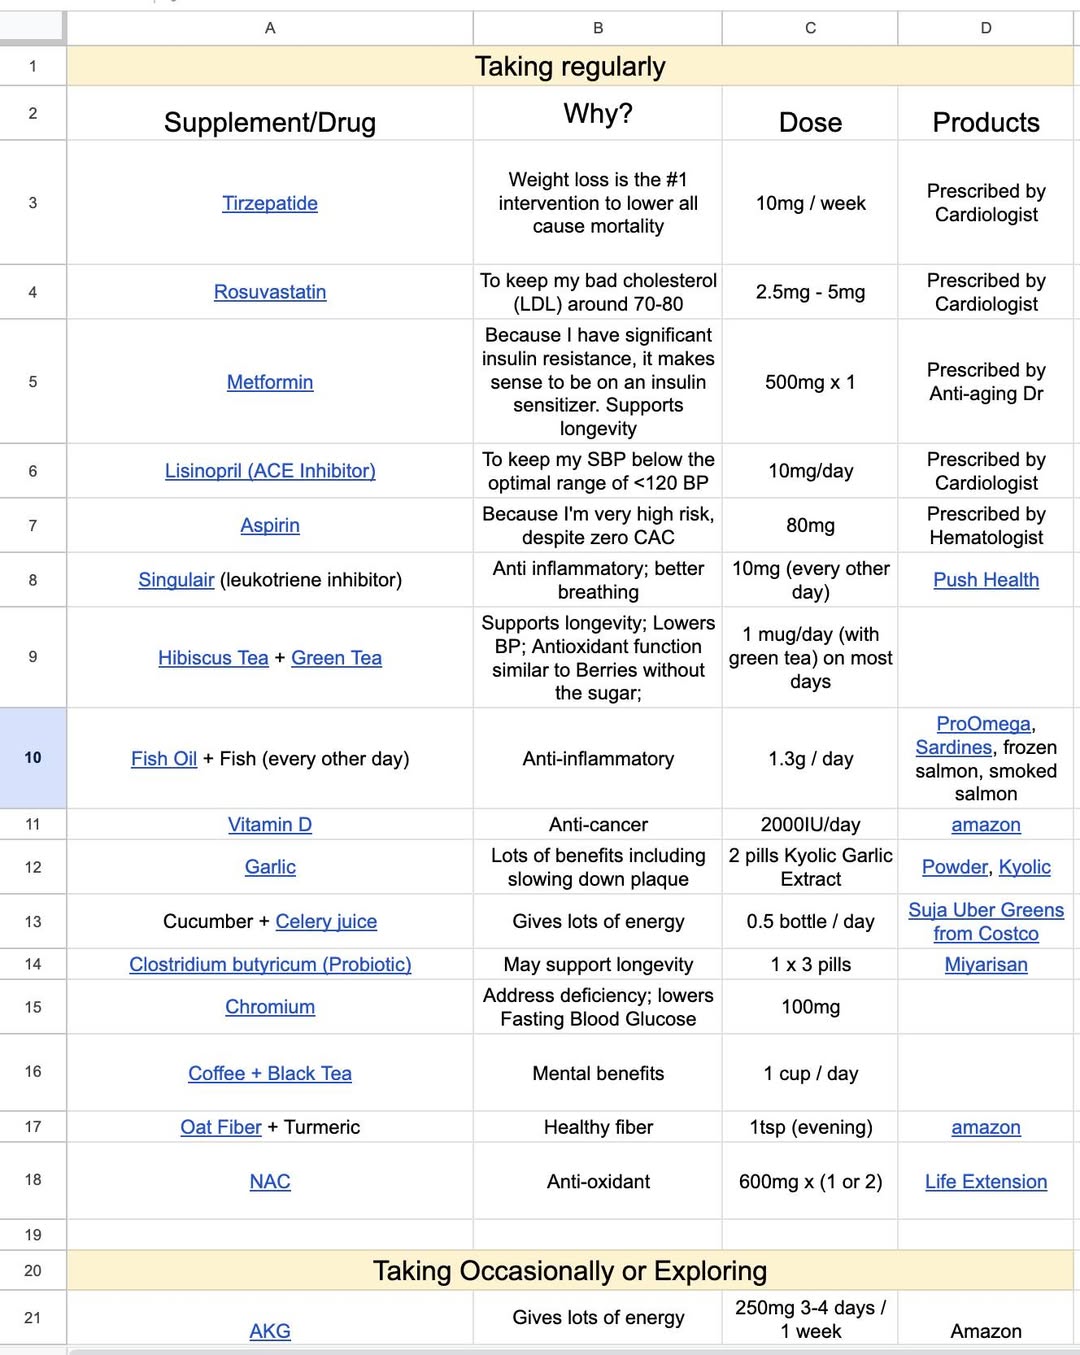 A B C D
1 Taking regularly
2 Supplement/Drug Why? Dose Products
3 Tirzepatide
Weight loss is the #1
intervention to lower all
cause mortality
10mg / week
Prescribed by
Cardiologist
4 Rosuvastatin
To keep my bad cholesterol
(LDL) around 70-80
2.5mg - 5mg
Prescribed by
Cardiologist
5 Metformin
Because I have significant
insulin resistance, it makes
sense to be on an insulin
sensitizer. Supports
longevity
500mg x 1
Prescribed by
Anti-aging Dr
6 Lisinopril (ACE Inhibitor)
To keep my SBP below the
optimal range of <120 BP
10mg/day
Prescribed by
Cardiologist
7 Aspirin
Because I'm very high risk,
despite zero CAC
80mg
Prescribed by
Hematologist
8 Singulair (leukotriene inhibitor)
Anti inflammatory; better
breathing
10mg (every other
day)
Push Health
9 Hibiscus Tea + Green Tea
Supports longevity; Lowers
BP; Antioxidant function
similar to Berries without
the sugar;
1 mug/day (with
green tea) on most
days
10 Fish Oil + Fish (every other day)
Anti-inflammatory
1.3g / day
ProOmega,
Sardines, frozen
salmon, smoked
salmon
11 Vitamin D
Anti-cancer
2000IU/day
amazon
12 Garlic
Lots of benefits including
slowing down plaque
2 pills Kyolic Garlic
Extract
Powder, Kyolic
13 Cucumber + Celery juice
Gives lots of energy
0.5 bottle / day
Suja Uber Greens
from Costco
14 Clostridium butyricum (Probiotic)
May support longevity
1 x 3 pills
Miyarisan
15 Chromium
Address deficiency; lowers
Fasting Blood Glucose
100mg
16 Coffee + Black Tea
Mental benefits
1 cup / day
17 Oat Fiber + Turmeric
Healthy fiber
1tsp (evening)
amazon
18 NAC
Anti-oxidant
600mg x (1 or 2)
Life Extension
19
20 Taking Occasionally or Exploring
21 AKG
Gives lots of energy
250mg 3-4 days /
1 week
Amazon